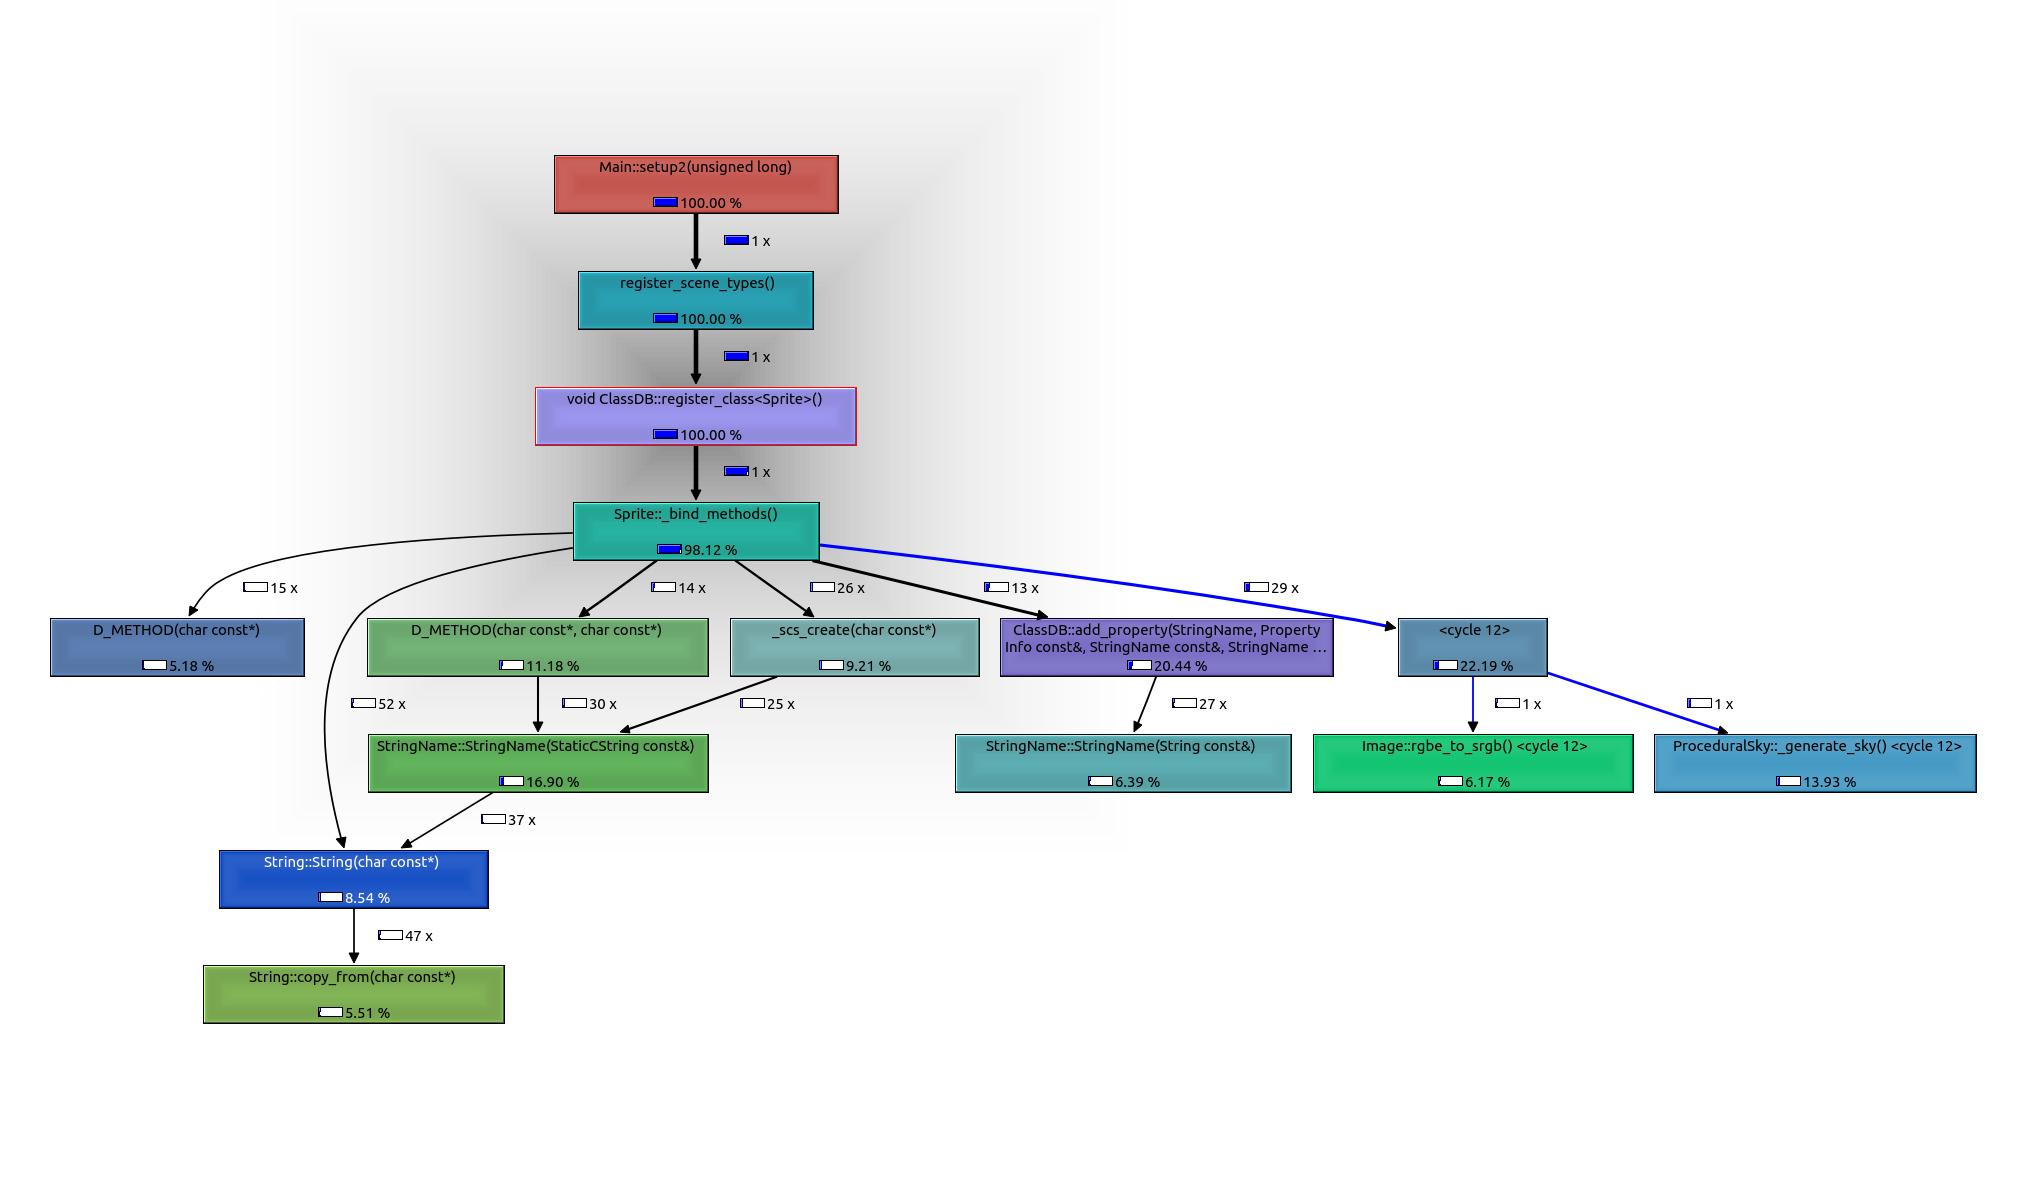 Main::setup2(unsigned long)
100.00 %
1 x
register_scene_types()
100.00 %
1 x
void ClassDB::register_class<Sprite>()
100.00 %
1 x
Sprite::_bind_methods()
98.12 %
15 x
14 x
26 x
13 x
29 x
D_METHOD(char const*)
5.18 %
D_METHOD(char const*, char const*)
11.18 %
_scs_create(char const*)
9.21 %
ClassDB::add_property(StringName, Property
Info const&, StringName const&, StringName ...
20.44 %
<cycle 12>
22.19 %
52 x
30 x
25 x
27 x
1 x
1 x
StringName::StringName(StaticCString const&)
16.90 %
StringName::StringName(String const&)
6.39 %
Image::rgbe_to_srgb() <cycle 12>
6.17 %
ProceduralSky::_generate_sky() <cycle 12>
13.93 %
37 x
String::String(char const*)
8.54 %
47 x
String::copy_from(char const*)
5.51 %